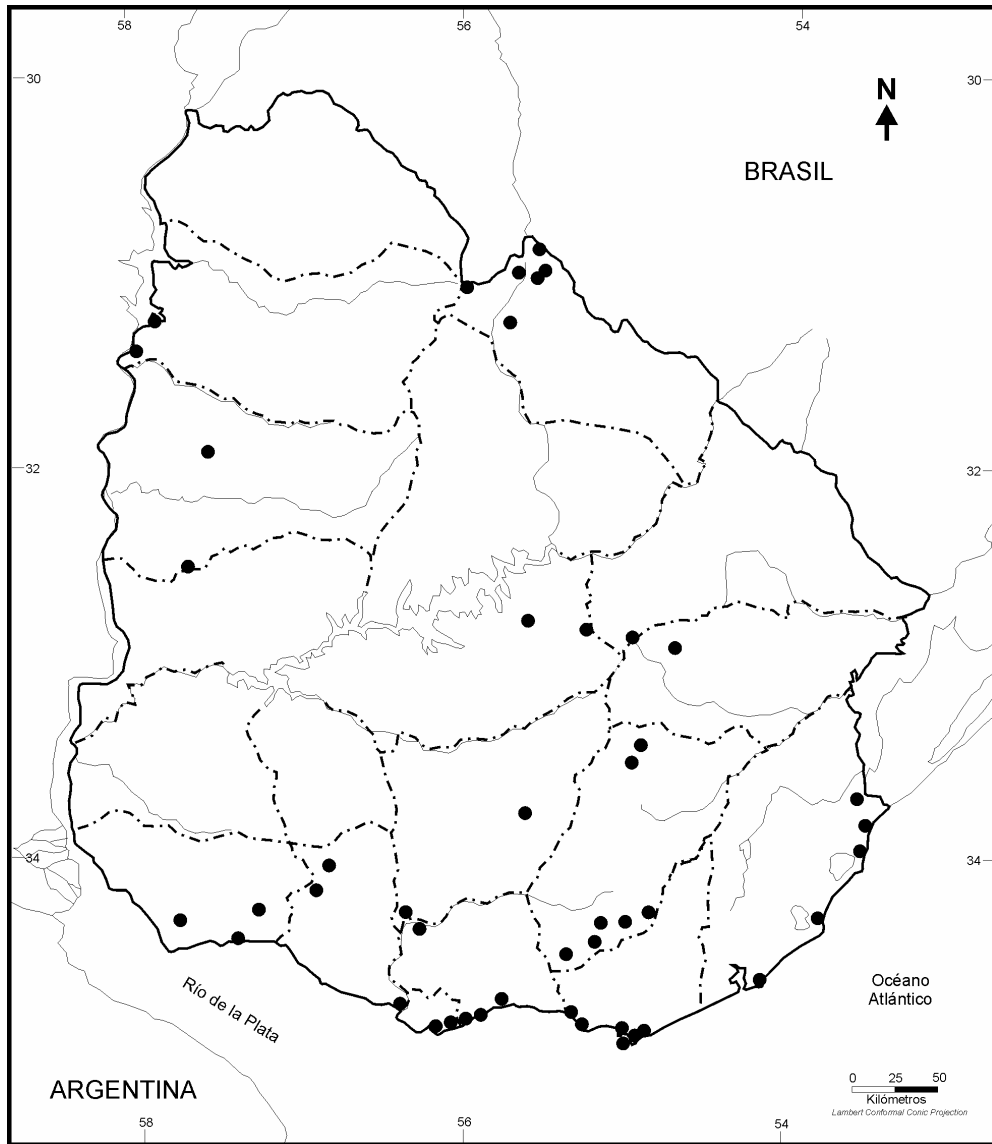 58
56
54
30
30
N
BRASIL
32
32
34
34
Río de la Plata
Océano
Atlántico
ARGENTINA
0 25 50
Kilómetros
Lambert Conformal Conic Projection
58
56
54